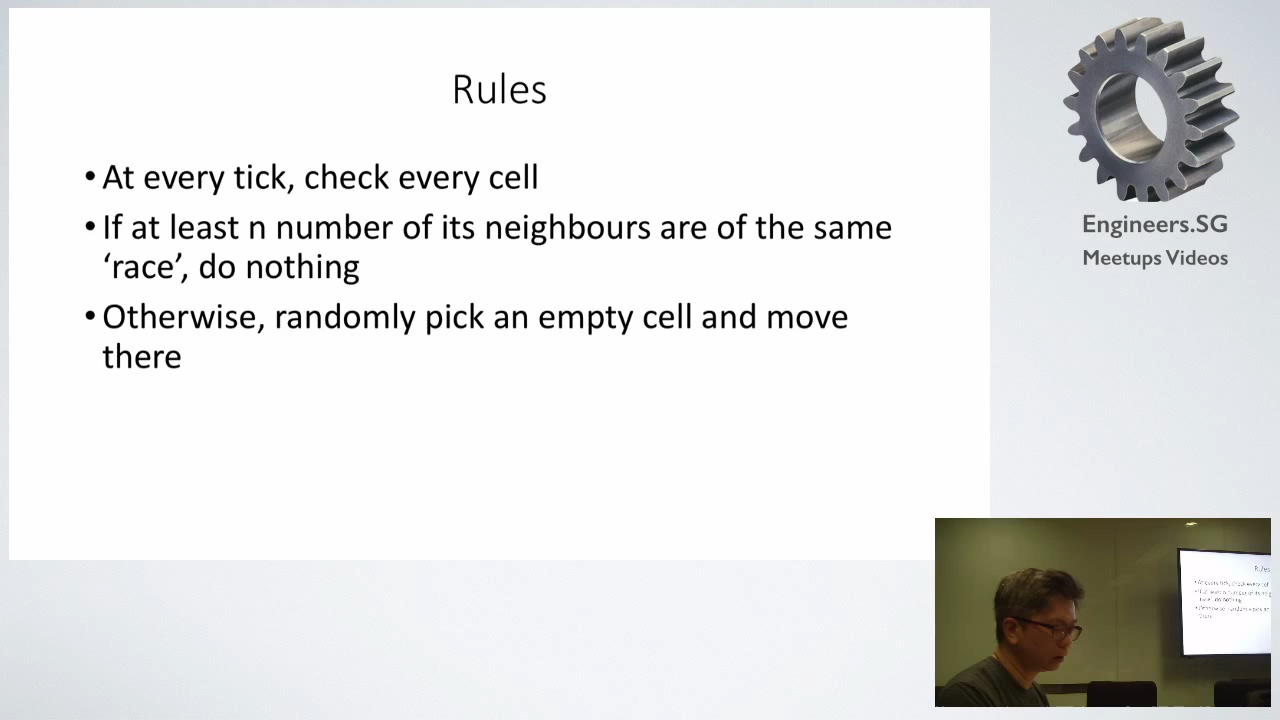 Rules
• At every tick, check every cell
• If at least n number of its neighbours are of the same
‘race’, do nothing
• Otherwise, randomly pick an empty cell and move
there
Engineers.SG
Meetups Videos
Rules